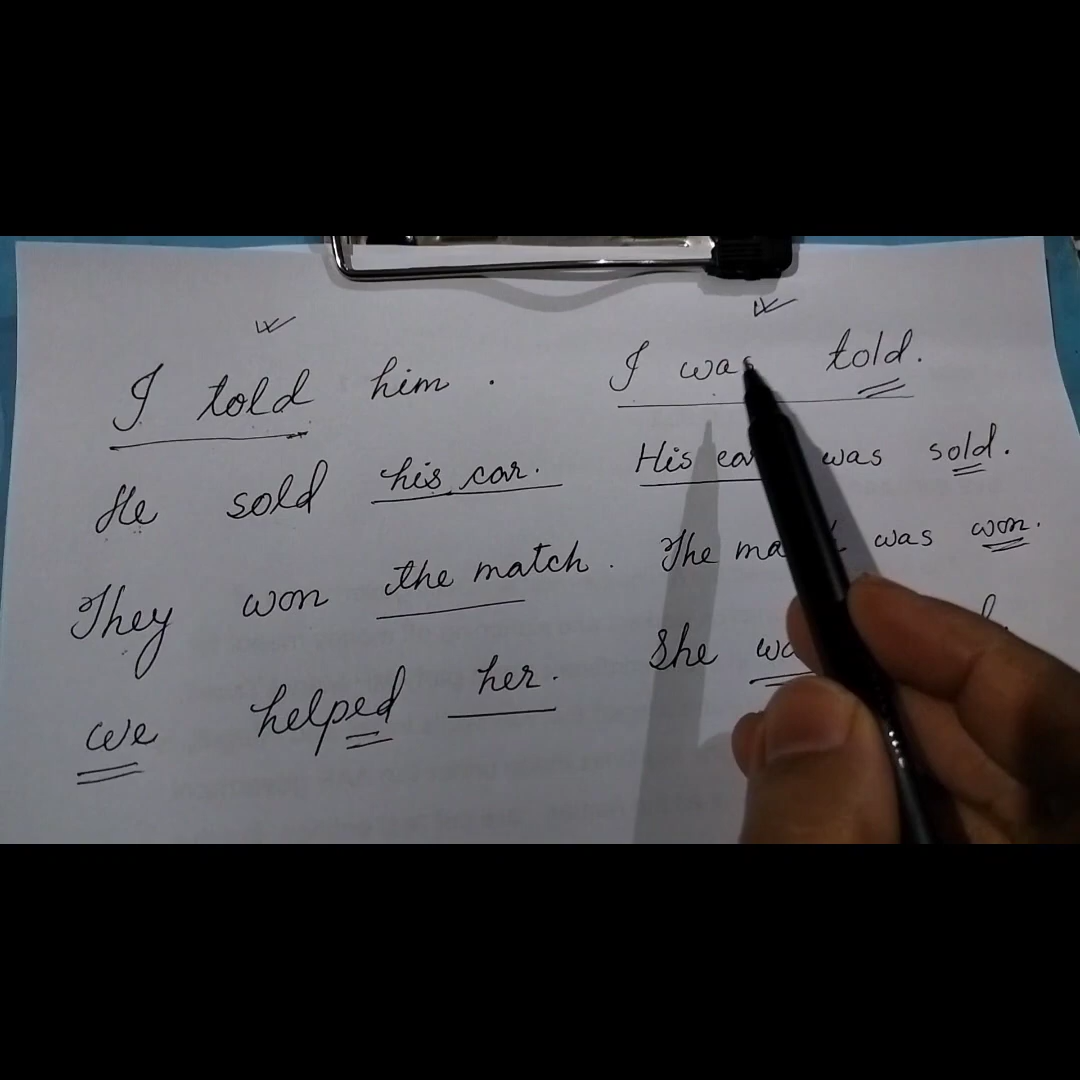 I told him. I was told.
He sold his car. His was sold.
They won the match. The was won.
we helped her. She